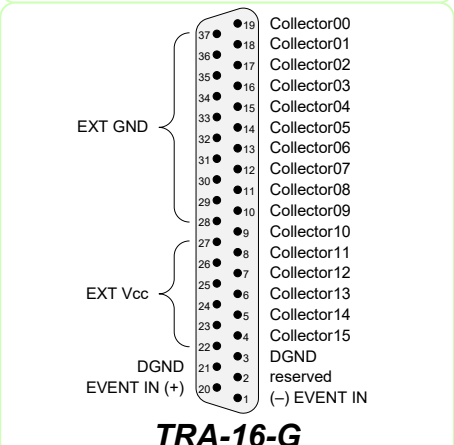 19 Collector00
37
18 Collector01
36
17 Collector02
35
16 Collector03
34
15 Collector04
33
EXT GND
14 Collector05
32
13 Collector06
31
12 Collector07
30
11 Collector08
29
10 Collector09
28
9 Collector10
27
8 Collector11
26
7 Collector12
25
EXT Vcc
6 Collector13
24
5 Collector14
23
4 Collector15
22
3 DGND
DGND 21
2 reserved
EVENT IN (+) 20
1 (–) EVENT IN
TRA-16-G